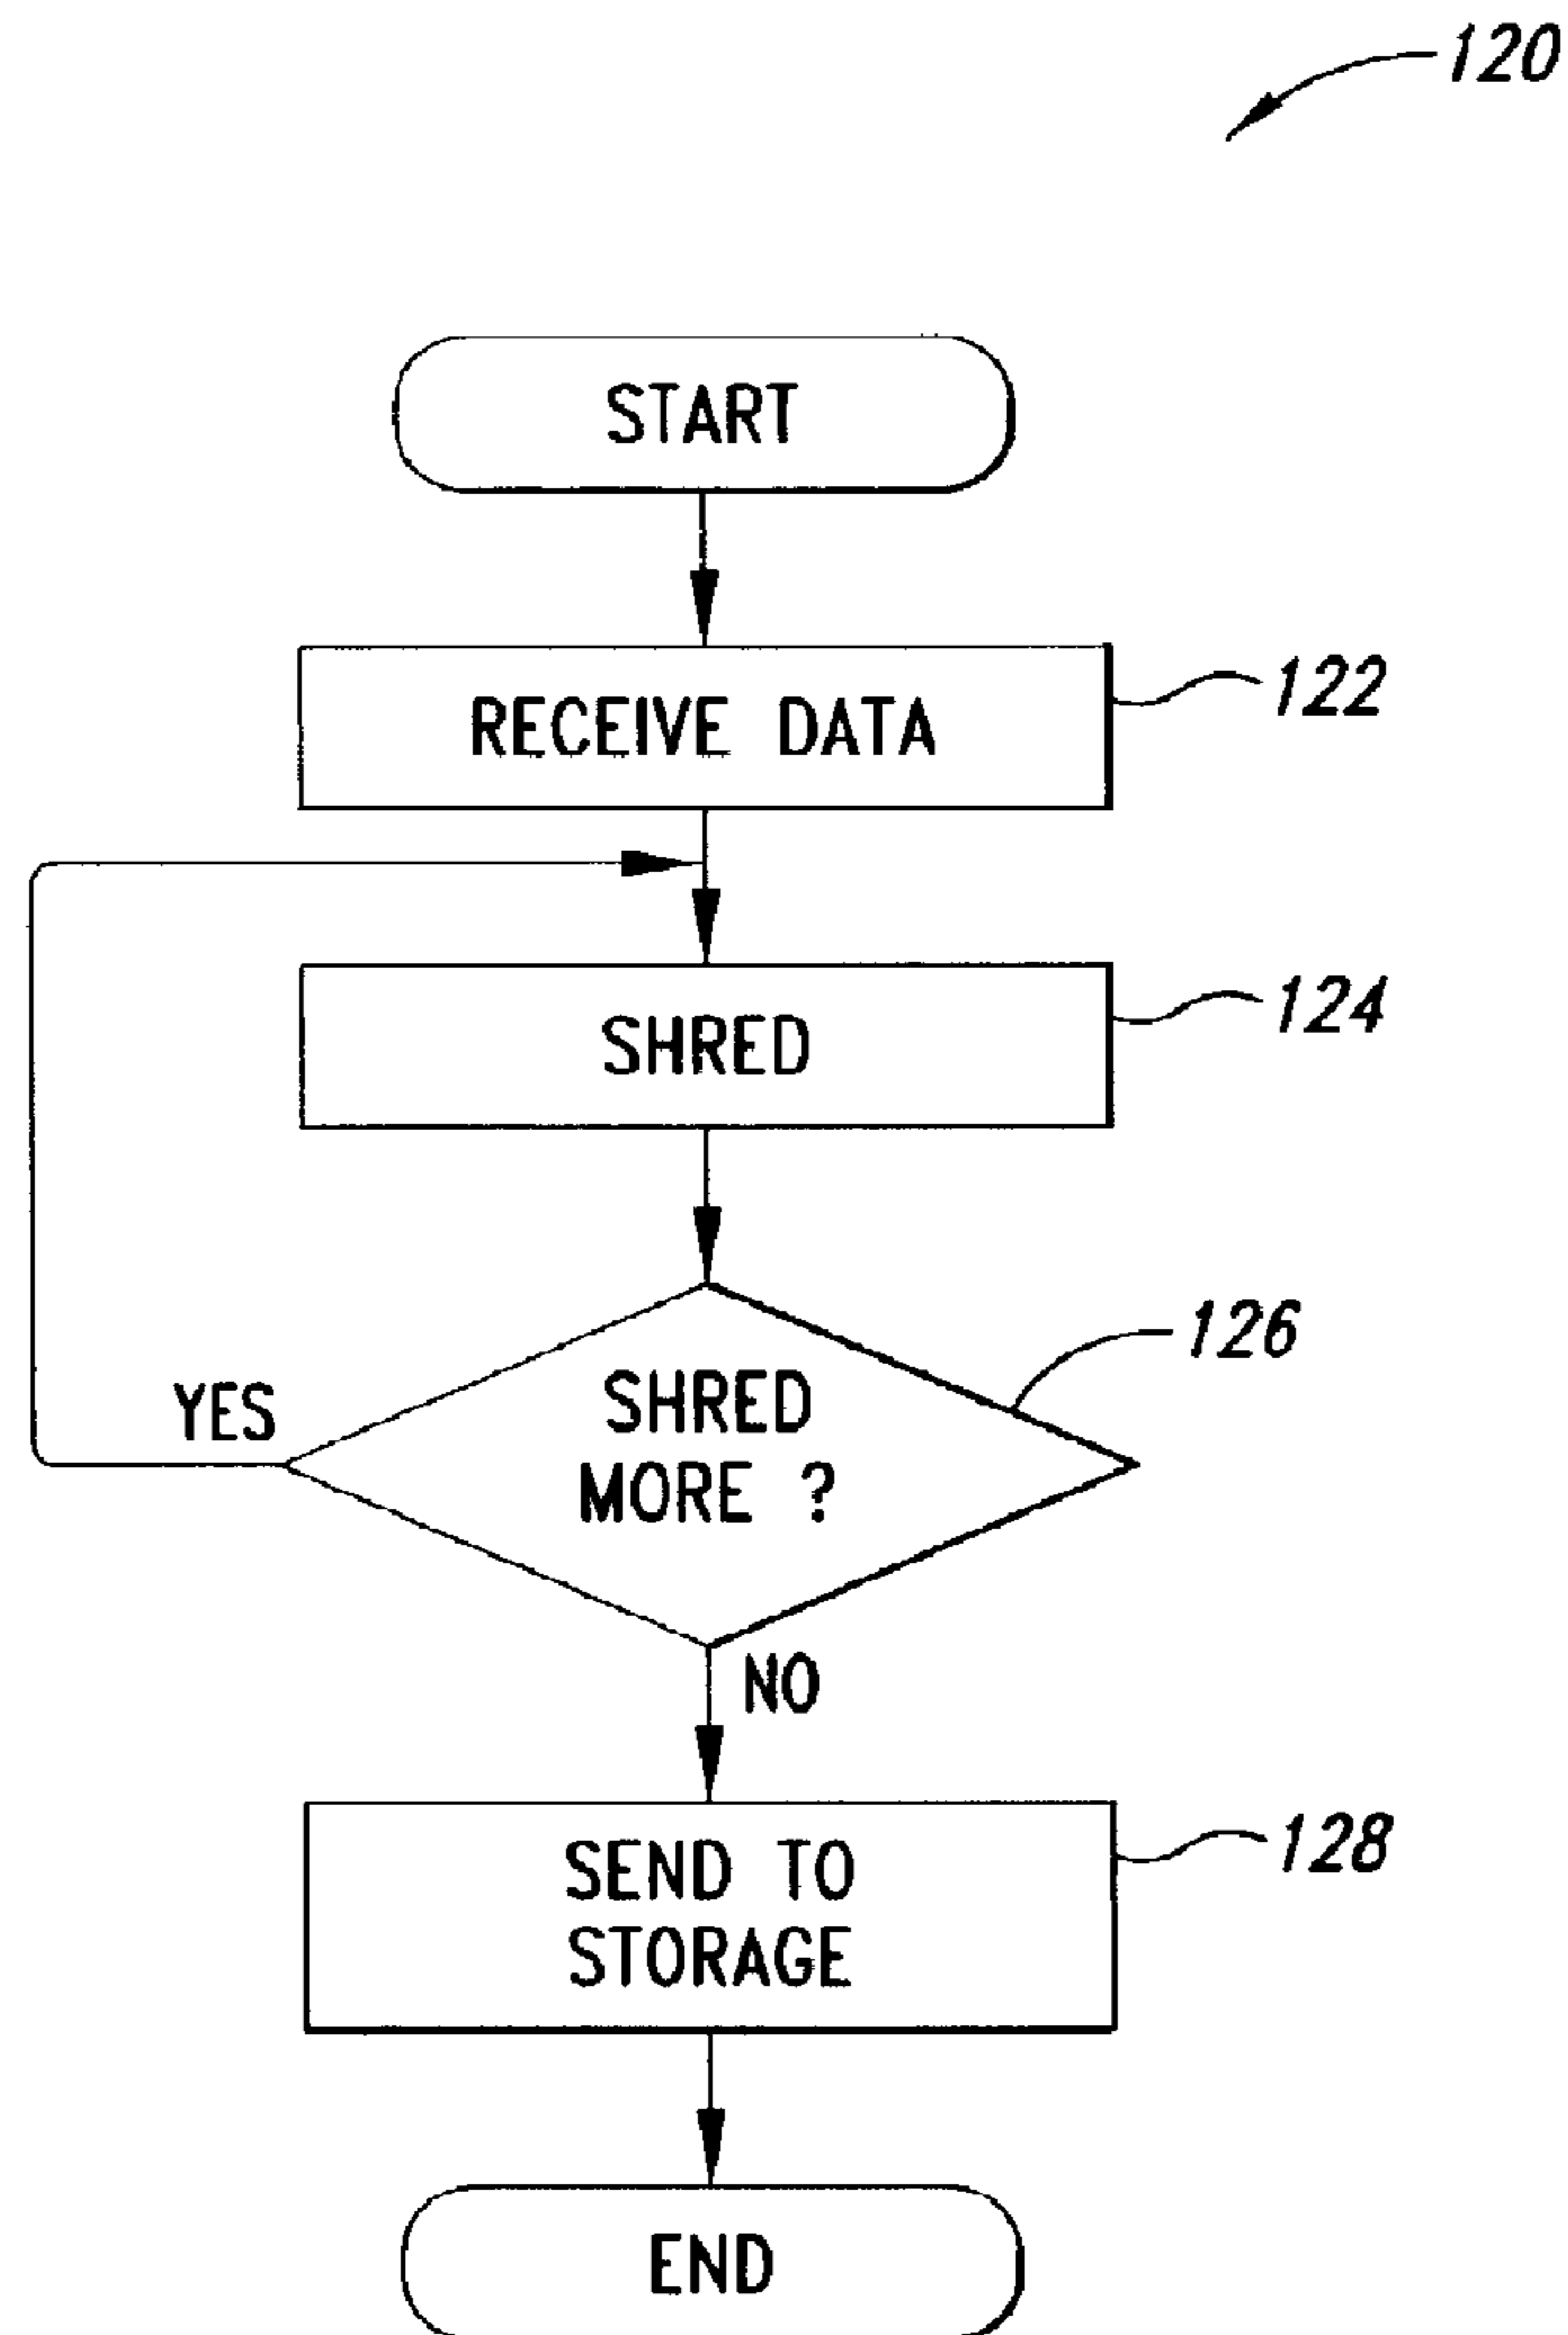 120
START
RECEIVE DATA
122
SHRED
124
SHRED
MORE ?
126
YES
NO
SEND TO
STORAGE
128
END